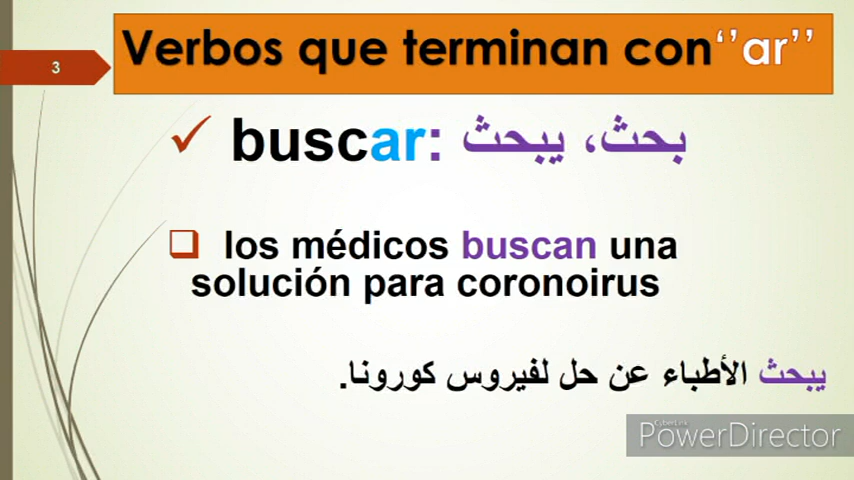 Verbos que terminan con‘’ar’’
3
buscar: بحث، يبحث
los médicos buscan una
solución para coronoirus
يبحث الأطباء عن حل لفيروس كورونا.
CyberLink
PowerDirector